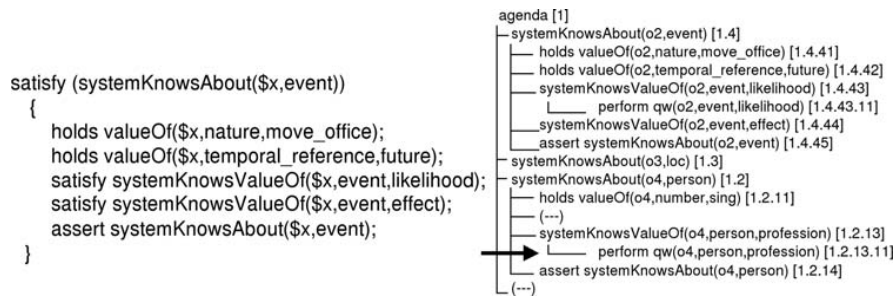 satisfy (systemKnowsAbout($x,event))
{
holds valueOf($x,nature,move_office);
holds valueOf($x,temporal_reference,future);
satisfy systemKnowsValueOf($x,event,likelihood);
satisfy systemKnowsValueOf($x,event,effect);
assert systemKnowsAbout($x,event);
}
agenda [1]
systemKnowsAbout(o2,event) [1.4]
holds valueOf(o2,nature,move_office) [1.4.41]
holds valueOf(o2,temporal_reference,future) [1.4.42]
systemKnowsValueOf(o2,event,likelihood) [1.4.43]
perform qw(o2,event,likelihood) [1.4.43.11]
systemKnowsValueOf(o2,event,effect) [1.4.44]
assert systemKnowsAbout(o2,event) [1.4.45]
systemKnowsAbout(o3,loc) [1.3]
systemKnowsAbout(o4,person) [1.2]
holds valueOf(o4,number,sing) [1.2.11]
(---)
systemKnowsValueOf(o4,person,profession) [1.2.13]
perform qw(o4,person,profession) [1.2.13.11]
assert systemKnowsAbout(o4,person) [1.2.14]
(---)